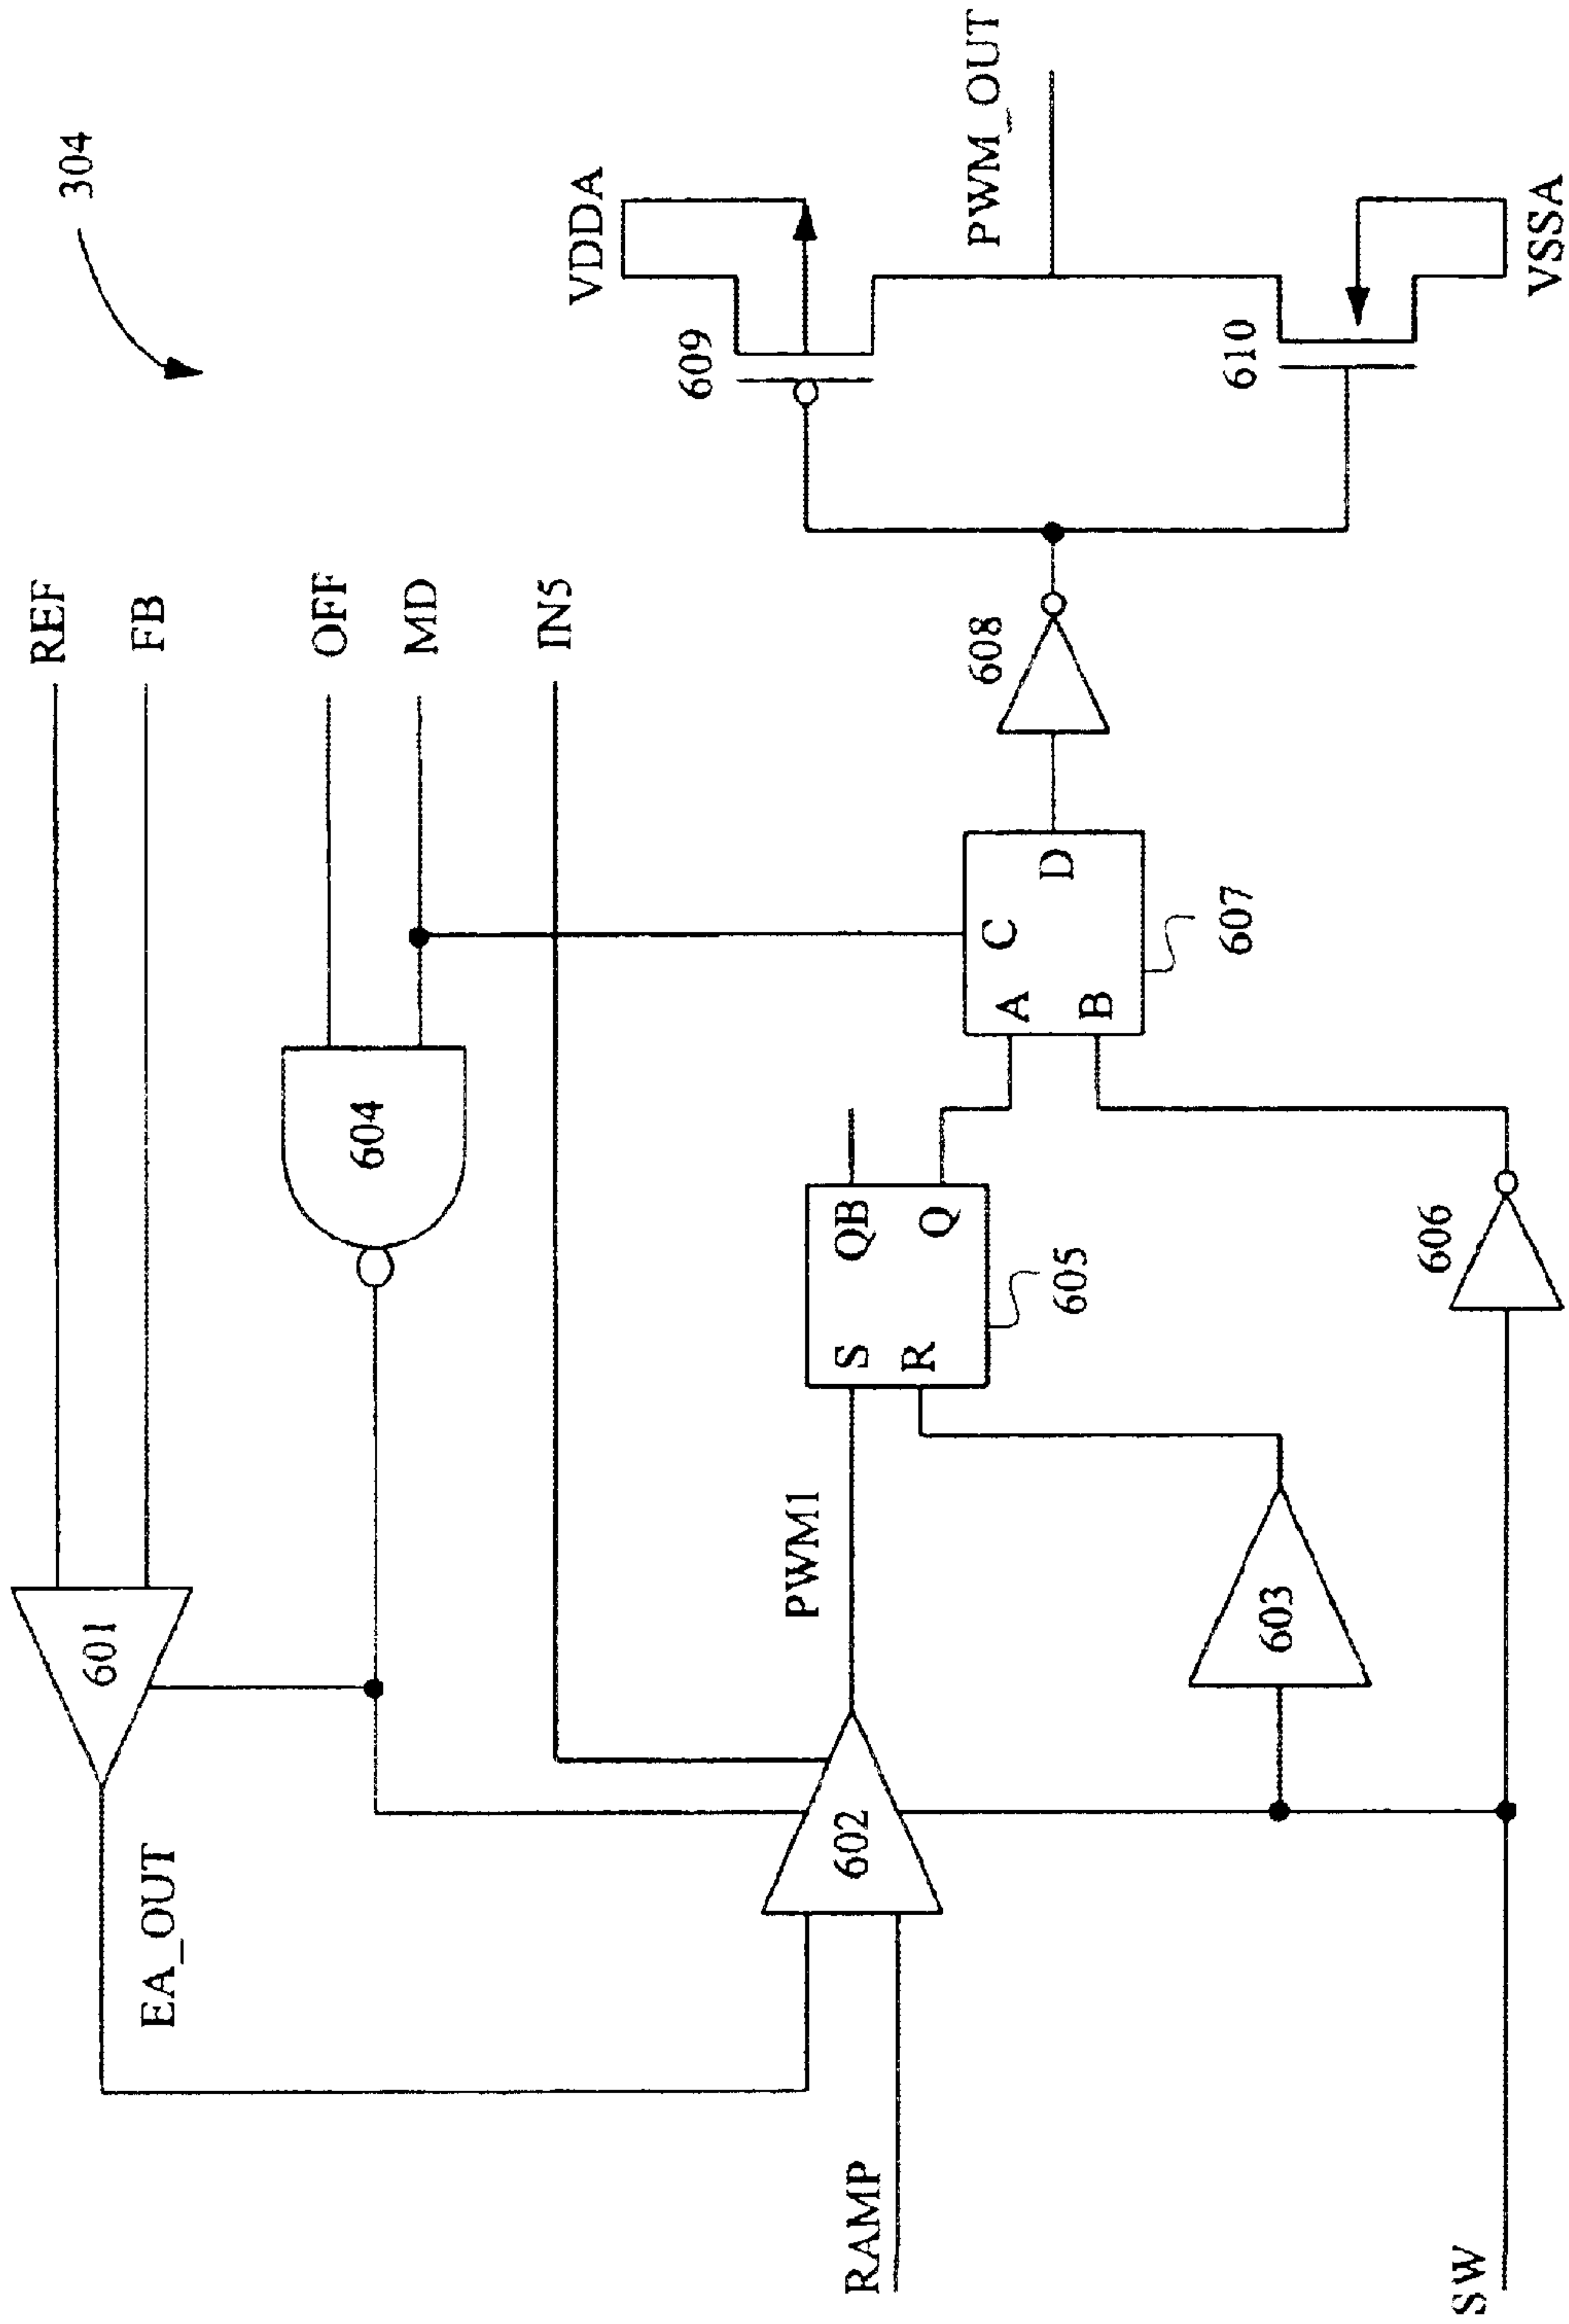 304
REF
FB
OFF
MD
IN5
VDDA
PWM_OUT
VSSA
609
610
608
604
C
D
A
B
607
601
EA_OUT
602
PWM1
S
R
QB
Q
605
603
606
RAMP
SW